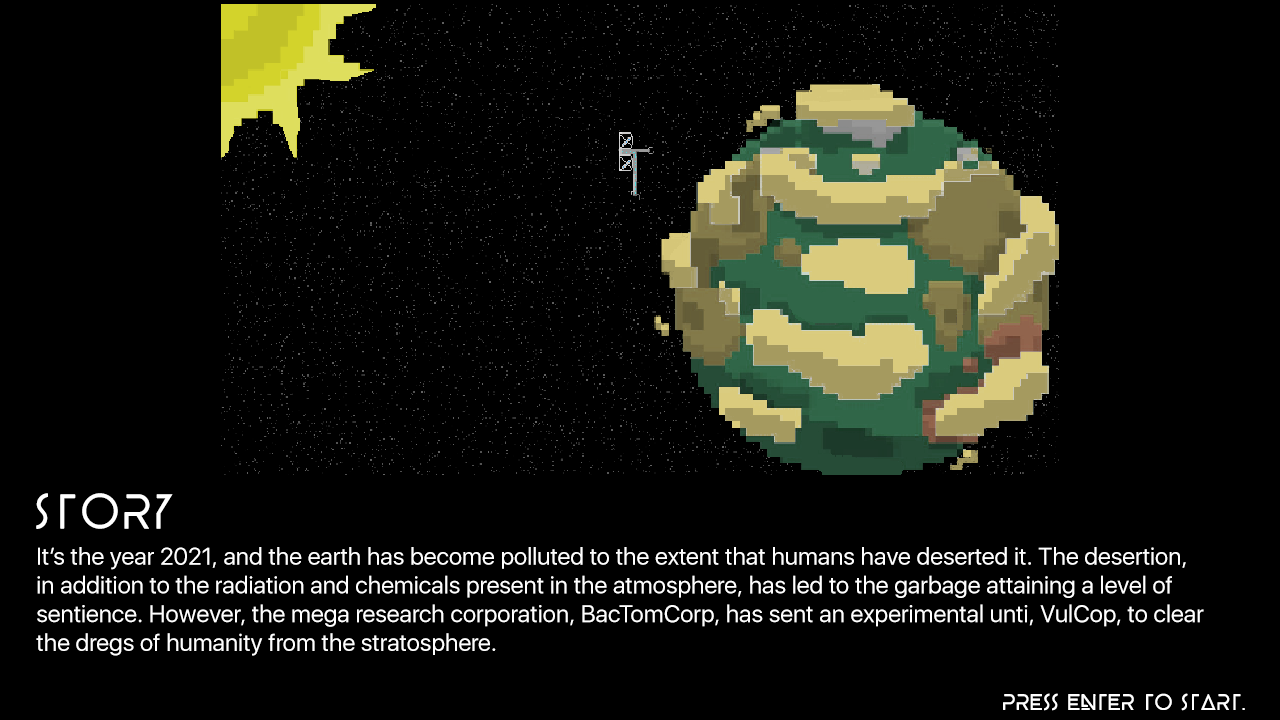 STORY
It’s the year 2021, and the earth has become polluted to the extent that humans have deserted it. The desertion,
in addition to the radiation and chemicals present in the atmosphere, has led to the garbage attaining a level of
sentience. However, the mega research corporation, BacTomCorp, has sent an experimental unti, VulCop, to clear
the dregs of humanity from the stratosphere.
PRESS ENTER TO START.